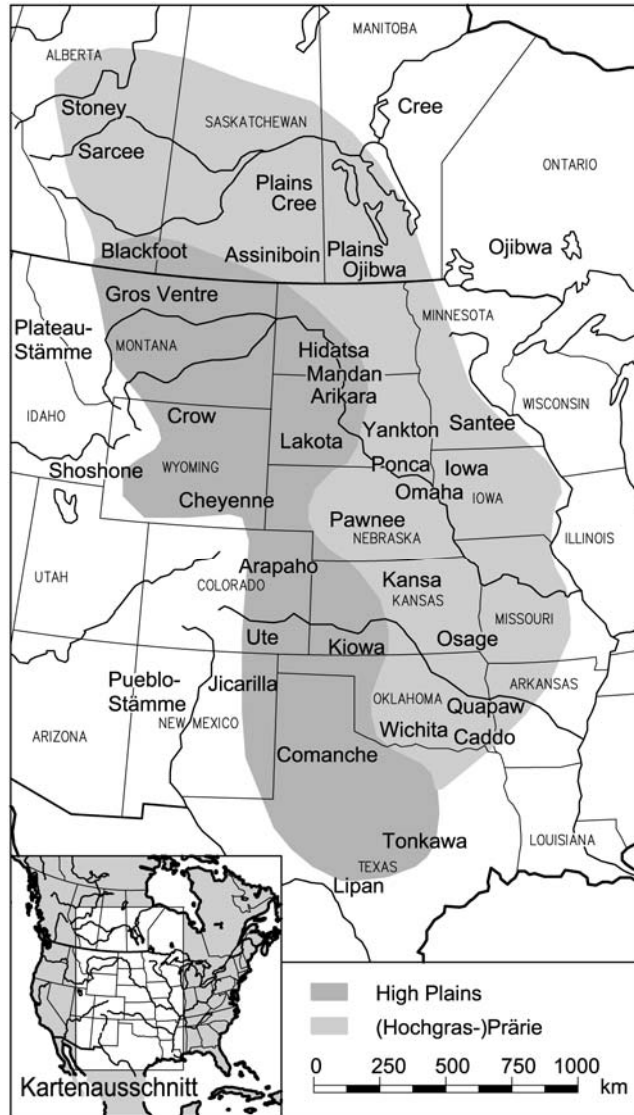 MANITOBA
ALBERTA
Stoney
Cree
SASKATCHEWAN
Sarcee
ONTARIO
Plains
Cree
Blackfoot
Assiniboin
Plains
Ojibwa
Ojibwa
Gros Ventre
MINNESOTA
Plateau-
Stämme
MONTANA
Hidatsa
Mandan
Arikara
WISCONSIN
IDAHO
Crow
Yankton
Santee
Lakota
Shoshone
WYOMING
Ponca
Iowa
Cheyenne
Omaha
IOWA
Pawnee
NEBRASKA
ILLINOIS
UTAH
Arapaho
COLORADO
Kansa
KANSAS
MISSOURI
Ute
Kiowa
Osage
Pueblo-
Stämme
Jicarilla
ARKANSAS
OKLAHOMA
Quapaw
NEW MEXICO
Wichita
Caddo
ARIZONA
Comanche
Tonkawa
LOUISIANA
TEXAS
Lipan
High Plains
(Hochgras-)Prärie
0 250 500 750 1000
km
Kartenausschnitt